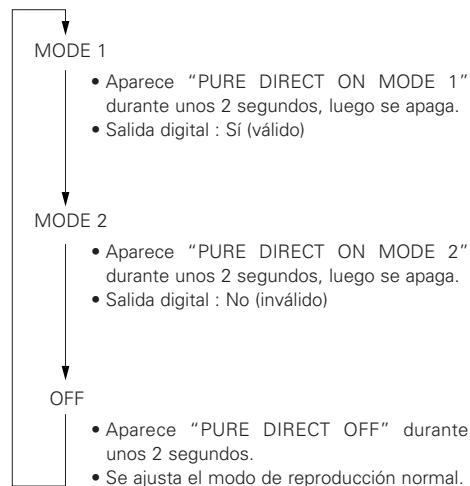 MODE 1
• Aparece “PURE DIRECT ON MODE 1”
durante unos 2 segundos, luego se apaga.
• Salida digital : Sí (válido)
MODE 2
• Aparece “PURE DIRECT ON MODE 2”
durante unos 2 segundos, luego se apaga.
• Salida digital : No (inválido)
OFF
• Aparece “PURE DIRECT OFF” durante
unos 2 segundos.
• Se ajusta el modo de reproducción normal.